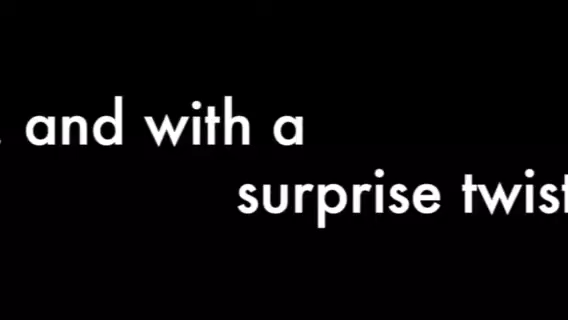 . and with a
surprise twist